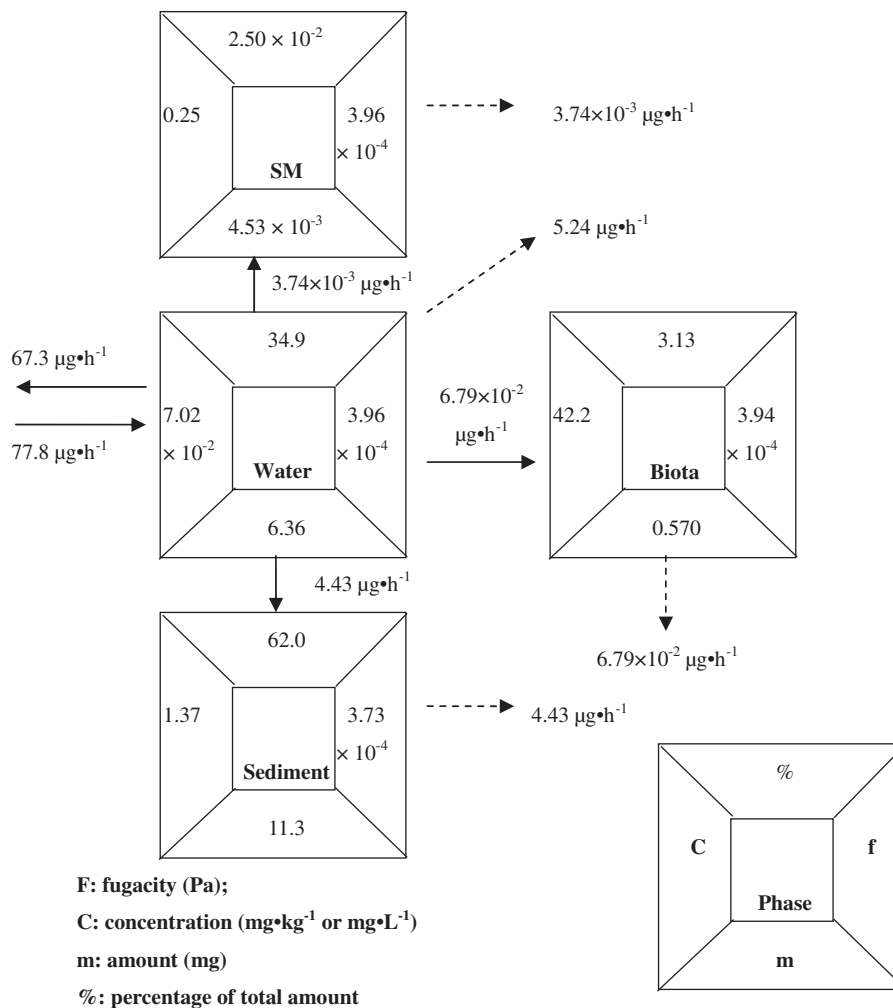 2.50 × 10⁻²
0.25
3.96
× 10⁻⁴
SM
4.53 × 10⁻³
3.74×10⁻³ µg•h⁻¹
5.24 µg•h⁻¹
3.74×10⁻³ µg•h⁻¹
34.9
67.3 µg•h⁻¹
77.8 µg•h⁻¹
7.02
× 10⁻²
3.96
× 10⁻⁴
Water
6.36
6.79×10⁻²
µg•h⁻¹
3.13
42.2
3.94
× 10⁻⁴
Biota
0.570
4.43 µg•h⁻¹
6.79×10⁻² µg•h⁻¹
62.0
1.37
3.73
× 10⁻⁴
Sediment
11.3
4.43 µg•h⁻¹
%
C
f
Phase
m
F: fugacity (Pa);
C: concentration (mg•kg⁻¹ or mg•L⁻¹)
m: amount (mg)
%: percentage of total amount